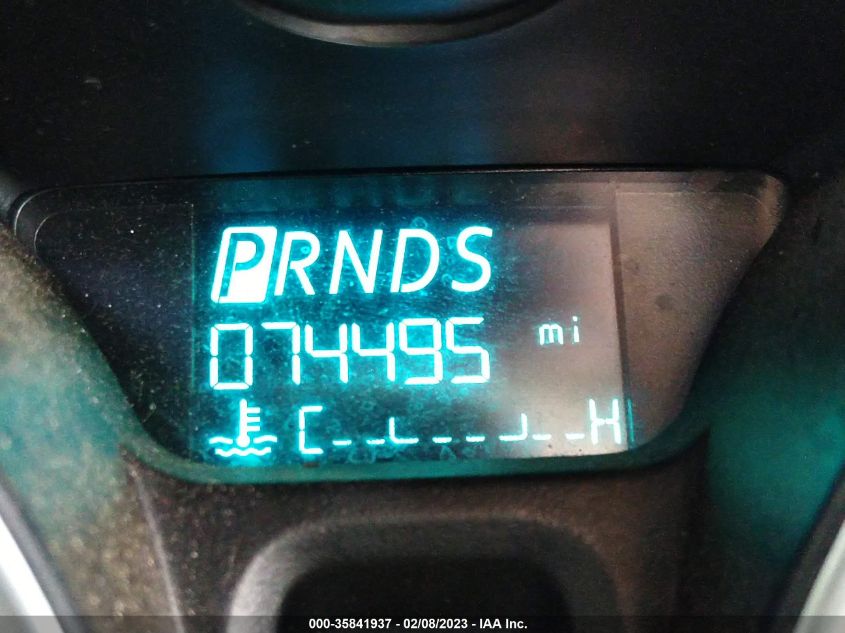 PRNDS
074495 mi
C H
000-35841937 - 02/08/2023 - IAA Inc.